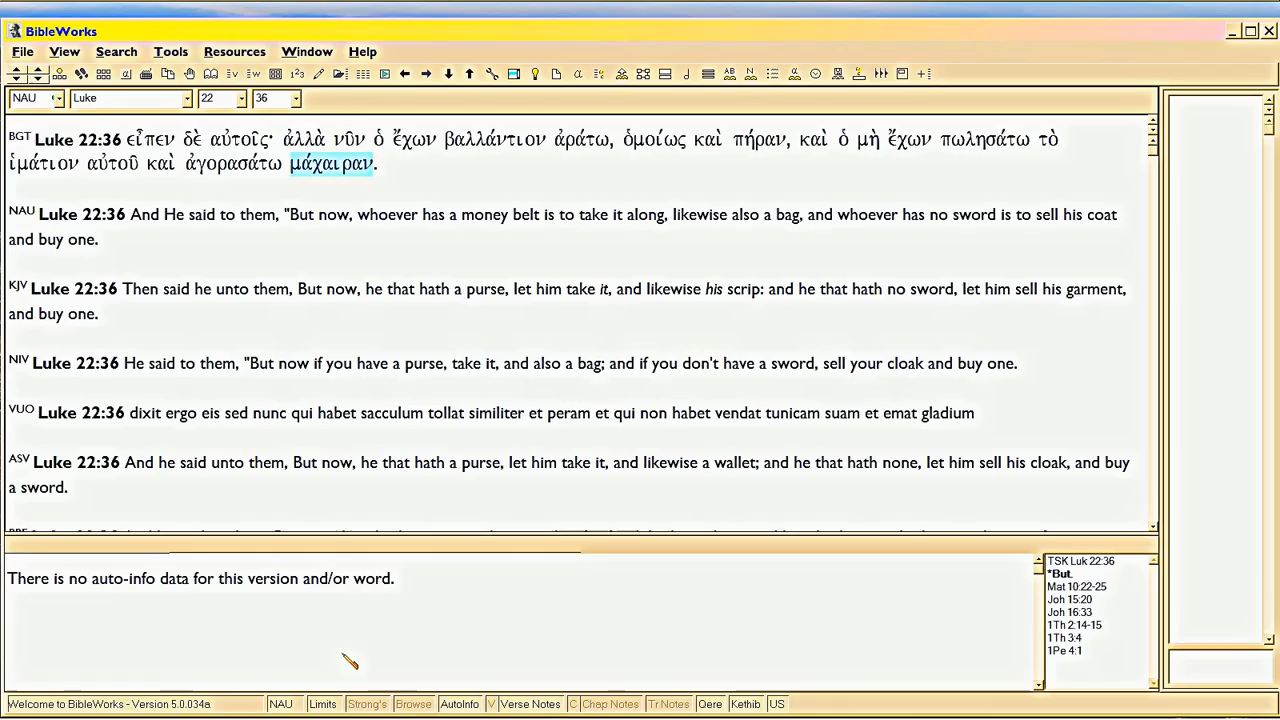 BibleWorks
File View Search Tools Resources Window Help
NAU Luke 22 36
BGT Luke 22:36 εἶπεν δὲ αὐτοῖς· ἀλλὰ νῦν ὁ ἔχων βαλλάντιον ἀράτω, ὁμοίως καὶ πήραν, καὶ ὁ μὴ ἔχων πωλησάτω τὸ
ἱμάτιον αὐτοῦ καὶ ἀγορασάτω μάχαιραν.
NAU Luke 22:36 And He said to them, "But now, whoever has a money belt is to take it along, likewise also a bag, and whoever has no sword is to sell his coat
and buy one.
KJV Luke 22:36 Then said he unto them, But now, he that hath a purse, let him take it, and likewise his scrip: and he that hath no sword, let him sell his garment,
and buy one.
NIV Luke 22:36 He said to them, "But now if you have a purse, take it, and also a bag; and if you don't have a sword, sell your cloak and buy one.
VUO Luke 22:36 dixit ergo eis sed nunc qui habet sacculum tollat similiter et peram et qui non habet vendat tunicam suam et emat gladium
ASV Luke 22:36 And he said unto them, But now, he that hath a purse, let him take it, and likewise a wallet; and he that hath none, let him sell his cloak, and buy
a sword.
There is no auto-info data for this version and/or word.
TSK Luk 22:36
*But.
Mat 10:22-25
Joh 15:20
Joh 16:33
1Th 2:14-15
1Th 3:4
1Pe 4:1
Welcome to BibleWorks - Version 5.0.034a NAU Limits Strong's Browse AutoInfo V Verse Notes C Chap Notes Tr Notes Qere Kethib US